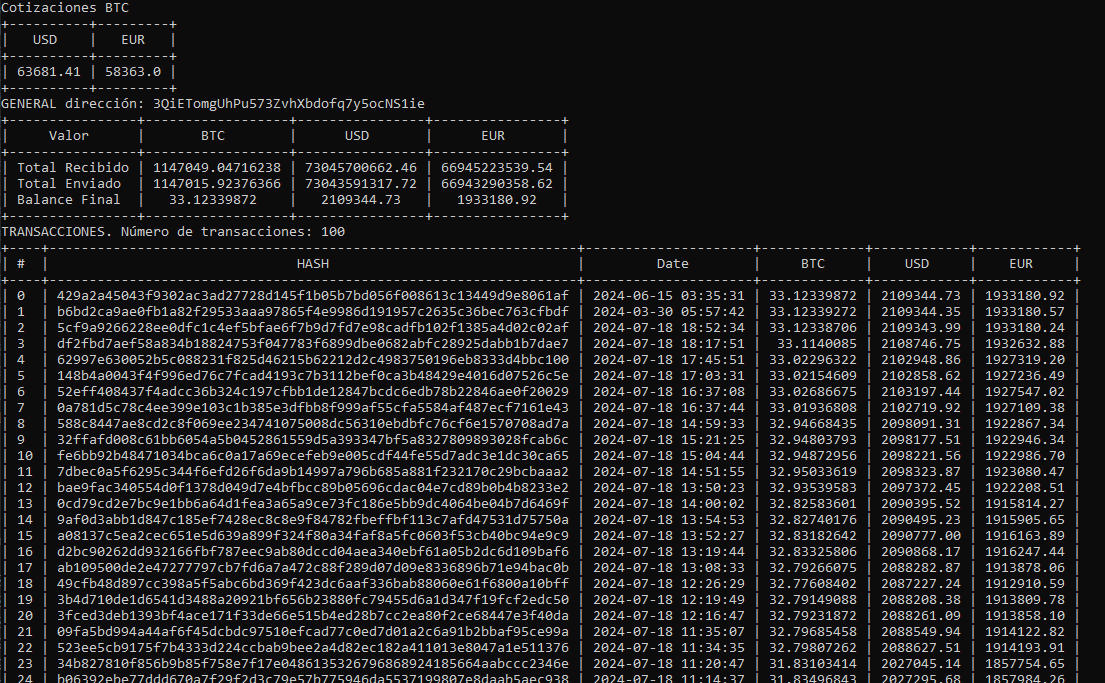 Cotizaciones BTC
USD | EUR
63681.41 | 58363.0
GENERAL dirección: 3QiETomgUhPu573ZvhXbdofq7y5ocNS1ie
Valor | BTC | USD | EUR
Total Recibido | 1147049.04716238 | 73045700662.46 | 66945223539.54
Total Enviado | 1147015.92376366 | 73043591317.72 | 66943290358.62
Balance Final | 33.12339872 | 2109344.73 | 1933180.92
TRANSACCIONES. Número de transacciones: 100
# | HASH | Date | BTC | USD | EUR
0 | 429a2a45043f9302ac3ad27728d145f1b05b7bd056f008613c13449d9e8061af | 2024-06-15 03:35:31 | 33.12339872 | 2109344.73 | 1933180.92
1 | b6bd2ca9ae0fb1a82f29533aaa97865f4e9986d191957c2635c36bec763cfbdf | 2024-03-30 05:57:42 | 33.12339272 | 2109344.35 | 1933180.57
2 | 5cf9a9266228ee0dfc1c4ef5bfae6f7b9d7fd7e98cadfb102f1385a4d02c02af | 2024-07-18 18:52:34 | 33.12338706 | 2109343.99 | 1933180.24
3 | df2fbd7aef58a834b18824753f047783f6899dbe0682abfc28925dabb1b7dae7 | 2024-07-18 18:17:51 | 33.1140085 | 2108746.75 | 1932632.88
4 | 62997e630052b5c088231f825d46215b62212d2c4983750196eb8333d4bbc100 | 2024-07-18 17:45:51 | 33.02296322 | 2102948.86 | 1927319.20
5 | 148b4a0043f4f996ed76c7fcad4193c7b3112bef0ca3b48429e4016d07526c5e | 2024-07-18 17:03:31 | 33.02154609 | 2102858.62 | 1927236.49
6 | 52eff408437f4adcc36b324c197cfbb1de12847bcdc6edb78b22846ae0f20029 | 2024-07-18 16:37:08 | 33.02686675 | 2103197.44 | 1927547.02
7 | 0a781d5c78c4ee399e103c1b385e3dfbb8f999af55cfa5584af487ecf7161e43 | 2024-07-18 16:37:44 | 33.01936808 | 2102719.92 | 1927109.38
8 | 588c8447ae8cd2c8f069ee234741075008dc56310ebdbfc76cf6e1570708ad7a | 2024-07-18 14:59:33 | 32.94668435 | 2098091.31 | 1922867.34
9 | 32ffafd008c61bb6054a5b0452861559d5a393347bf5a8327809893028fcab6c | 2024-07-18 15:21:25 | 32.94803793 | 2098177.51 | 1922946.34
10 | fe6bb92b48471034bca6c0a17a69ecefeb9e005cdf44fe55d7adc3e1dc30ca65 | 2024-07-18 15:04:44 | 32.94872956 | 2098221.56 | 1922986.70
11 | 7dbec0a5f6295c344f6efd26f6da9b14997a796b685a881f232170c29bcbaaa2 | 2024-07-18 14:51:55 | 32.95033619 | 2098323.87 | 1923080.47
12 | bae9fac340554d0f1378d049d7e4bfbcc89b05696cdac04e7cd89b0b4b8233e2 | 2024-07-18 13:50:23 | 32.93539583 | 2097372.45 | 1922208.51
13 | 0cd79cd2e7bc9e1bb6a64d1fea3a65a9ce73fc186e5bb9dc4064be04b7d6469f | 2024-07-18 14:00:02 | 32.82583601 | 2090395.52 | 1915814.27
14 | 9af0d3abb1d847c185ef7428ec8c8e9f84782fbeffbf113c7afd47531d75750a | 2024-07-18 13:54:53 | 32.82740176 | 2090495.23 | 1915905.65
15 | a08137c5ea2cec651e5d639a899f324f80a34faf8a5fc0603f53cb40bc94e9c9 | 2024-07-18 13:52:27 | 32.83182642 | 2090777.00 | 1916163.89
16 | d2bc90262dd932166fbf787eec9ab80dccd04aea340ebf61a05b2dc6d109baf6 | 2024-07-18 13:19:44 | 32.83325806 | 2090868.17 | 1916247.44
17 | ab109500de2e47277797cb7fd6a7a472c88f289d07d09e8336896b71e94bac0b | 2024-07-18 13:08:33 | 32.79266075 | 2088282.87 | 1913878.06
18 | 49cfb48d897cc398a5f5abc6bd369f423dc6aaf336bab88060e61f6800a10bff | 2024-07-18 12:26:29 | 32.77608402 | 2087227.24 | 1912910.59
19 | 3b4d710de1d6541d3488a20921bf656b23880fc79455d6a1d347f19fcf2edc50 | 2024-07-18 12:19:49 | 32.79149088 | 2088208.38 | 1913809.78
20 | 3fced3deb1393bf4ace171f33de66e515b4ed28b7cc2ea80f2ce68447e3f40da | 2024-07-18 12:16:47 | 32.79231872 | 2088261.09 | 1913858.10
21 | 09fa5bd994a44af6f45dcbdc97510efcad77c0ed7d01a2c6a91b2bbaf95ce99a | 2024-07-18 11:35:07 | 32.79685458 | 2088549.94 | 1914122.82
22 | 523ee5cb9175f7b4333d224ccbab9bee2a4d82ec182a411013e8047a1e511376 | 2024-07-18 11:34:35 | 32.79807262 | 2088627.51 | 1914193.91
23 | 34b827810f856b9b85f758e7f17e0486135326796868924185664aabccc2346e | 2024-07-18 11:20:47 | 31.83103414 | 2027045.14 | 1857754.65
24 | b06392ebe77ddd670a7f29f2d3c79e57b775946da5537199807e8daab5aec938 | 2024-07-18 11:14:37 | 31.83496843 | 2027295.68 | 1857984.26